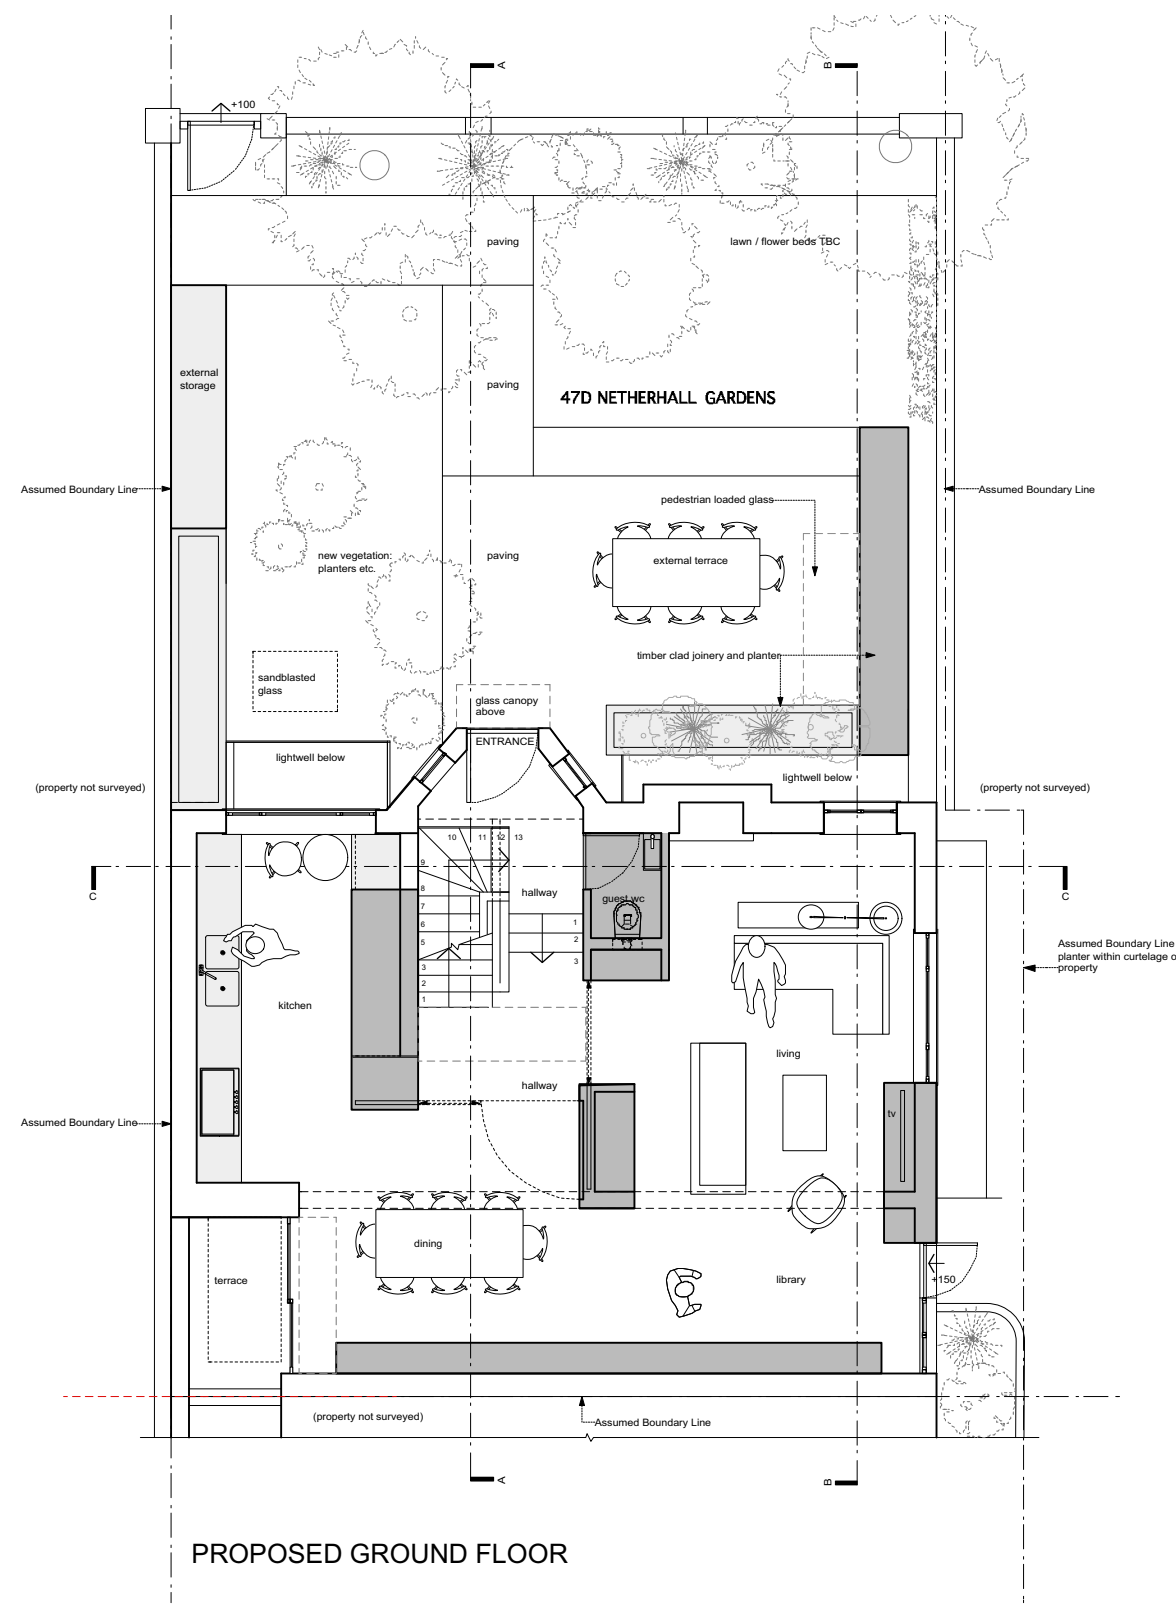 A
B
+100
paving
lawn / flower beds TBC
external
storage
paving
47D NETHERHALL GARDENS
Assumed Boundary Line
pedestrian loaded glass
Assumed Boundary Line
new vegetation:
planters etc.
paving
external terrace
timber clad joinery and planter
sandblasted
glass
glass canopy
above
ENTRANCE
lightwell below
lightwell below
(property not surveyed)
(property not surveyed)
10
11
12
13
9
C
C
8
hallway
guest wc
7
6
5
3
2
1
1
2
3
Assumed Boundary Line
planter within curtelage o
property
kitchen
living
hallway
tv
Assumed Boundary Line
dining
terrace
library
+150
(property not surveyed)
Assumed Boundary Line
A
B
PROPOSED GROUND FLOOR